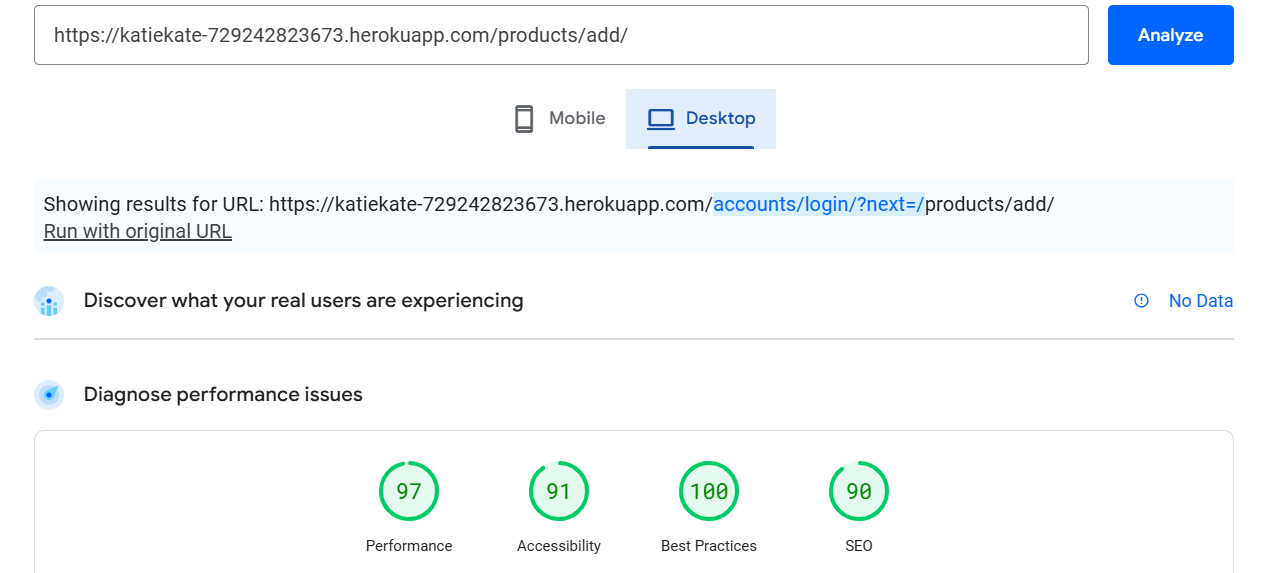 https://katiekate-729242823673.herokuapp.com/products/add/
Analyze
Mobile
Desktop
Showing results for URL: https://katiekate-729242823673.herokuapp.com/accounts/login/?next=/products/add/
Run with original URL
Discover what your real users are experiencing
No Data
Diagnose performance issues
97
91
100
90
Performance
Accessibility
Best Practices
SEO